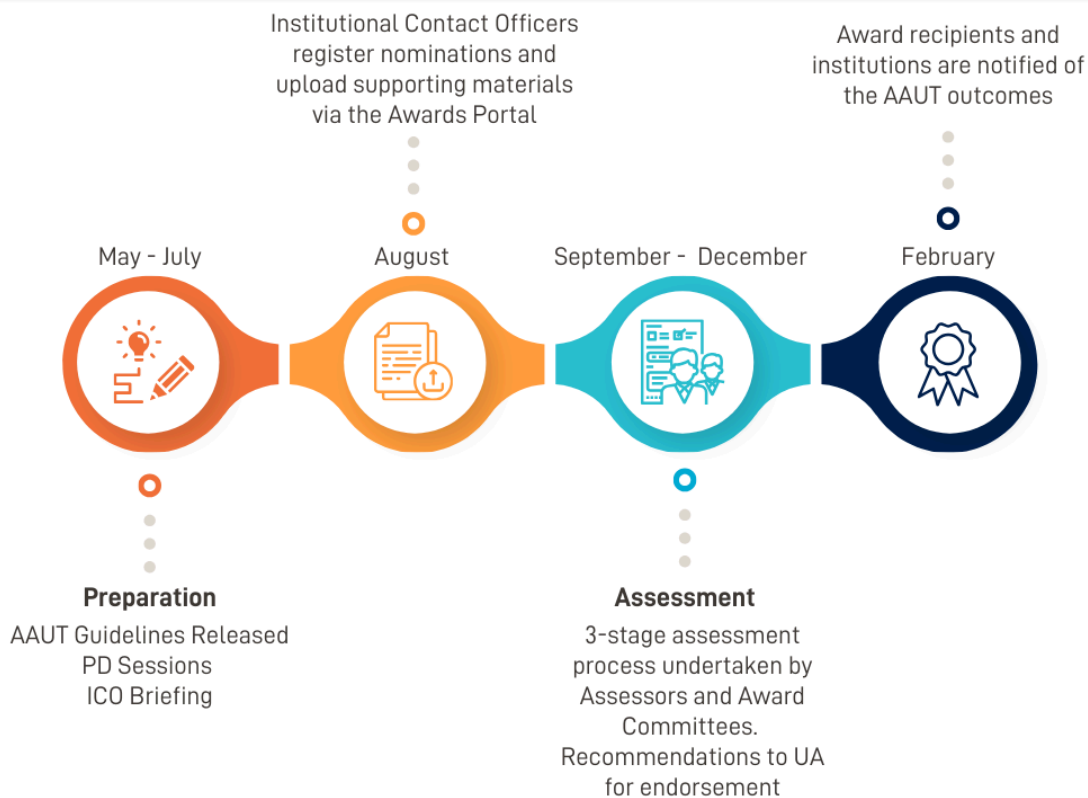 Institutional Contact Officers
register nominations and
upload supporting materials
via the Awards Portal
Award recipients and
institutions are notified of
the AAUT outcomes
May - July
August
September - December
February
Preparation
AAUT Guidelines Released
PD Sessions
ICO Briefing
Assessment
3-stage assessment
process undertaken by
Assessors and Award
Committees.
Recommendations to UA
for endorsement